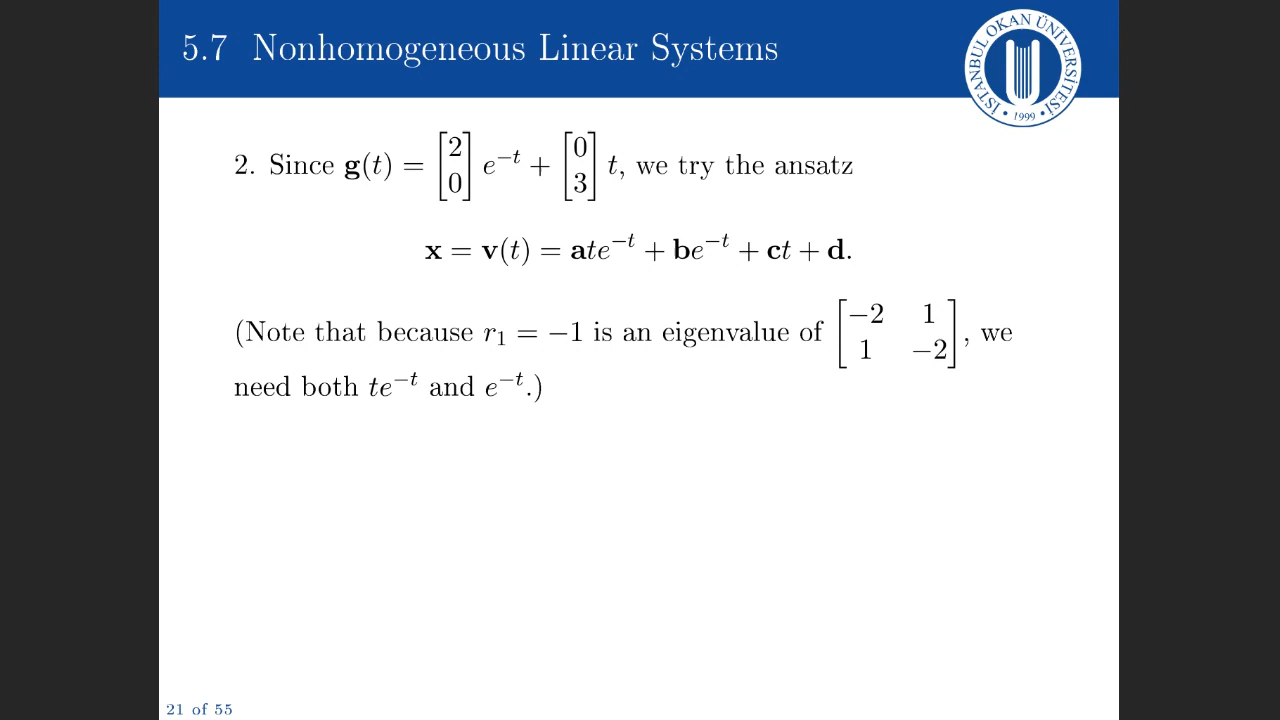 5.7 Nonhomogeneous Linear Systems
İSTANBUL OKAN ÜNİVERSİTESİ
• 1999 •
2. Since g(t) = [2 0] e^{−t} + [0 3] t, we try the ansatz
x = v(t) = ate^{−t} + be^{−t} + ct + d.
(Note that because r₁ = −1 is an eigenvalue of [−2 1; 1 −2], we
need both te^{−t} and e^{−t}.)
21 of 55